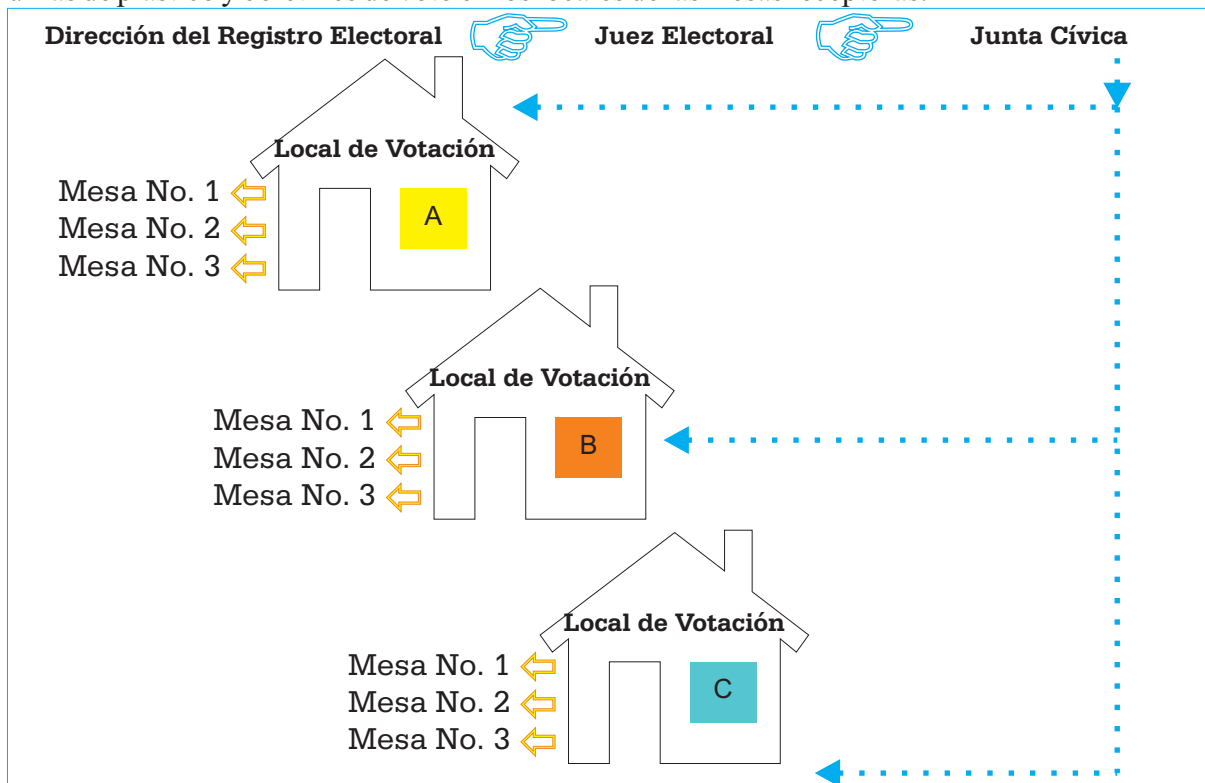 Dirección del Registro Electoral Juez Electoral Junta Cívica
Local de Votación
Mesa No. 1
A
Mesa No. 2
Mesa No. 3
Local de Votación
Mesa No. 1
B
Mesa No. 2
Mesa No. 3
Local de Votación
Mesa No. 1
C
Mesa No. 2
Mesa No. 3